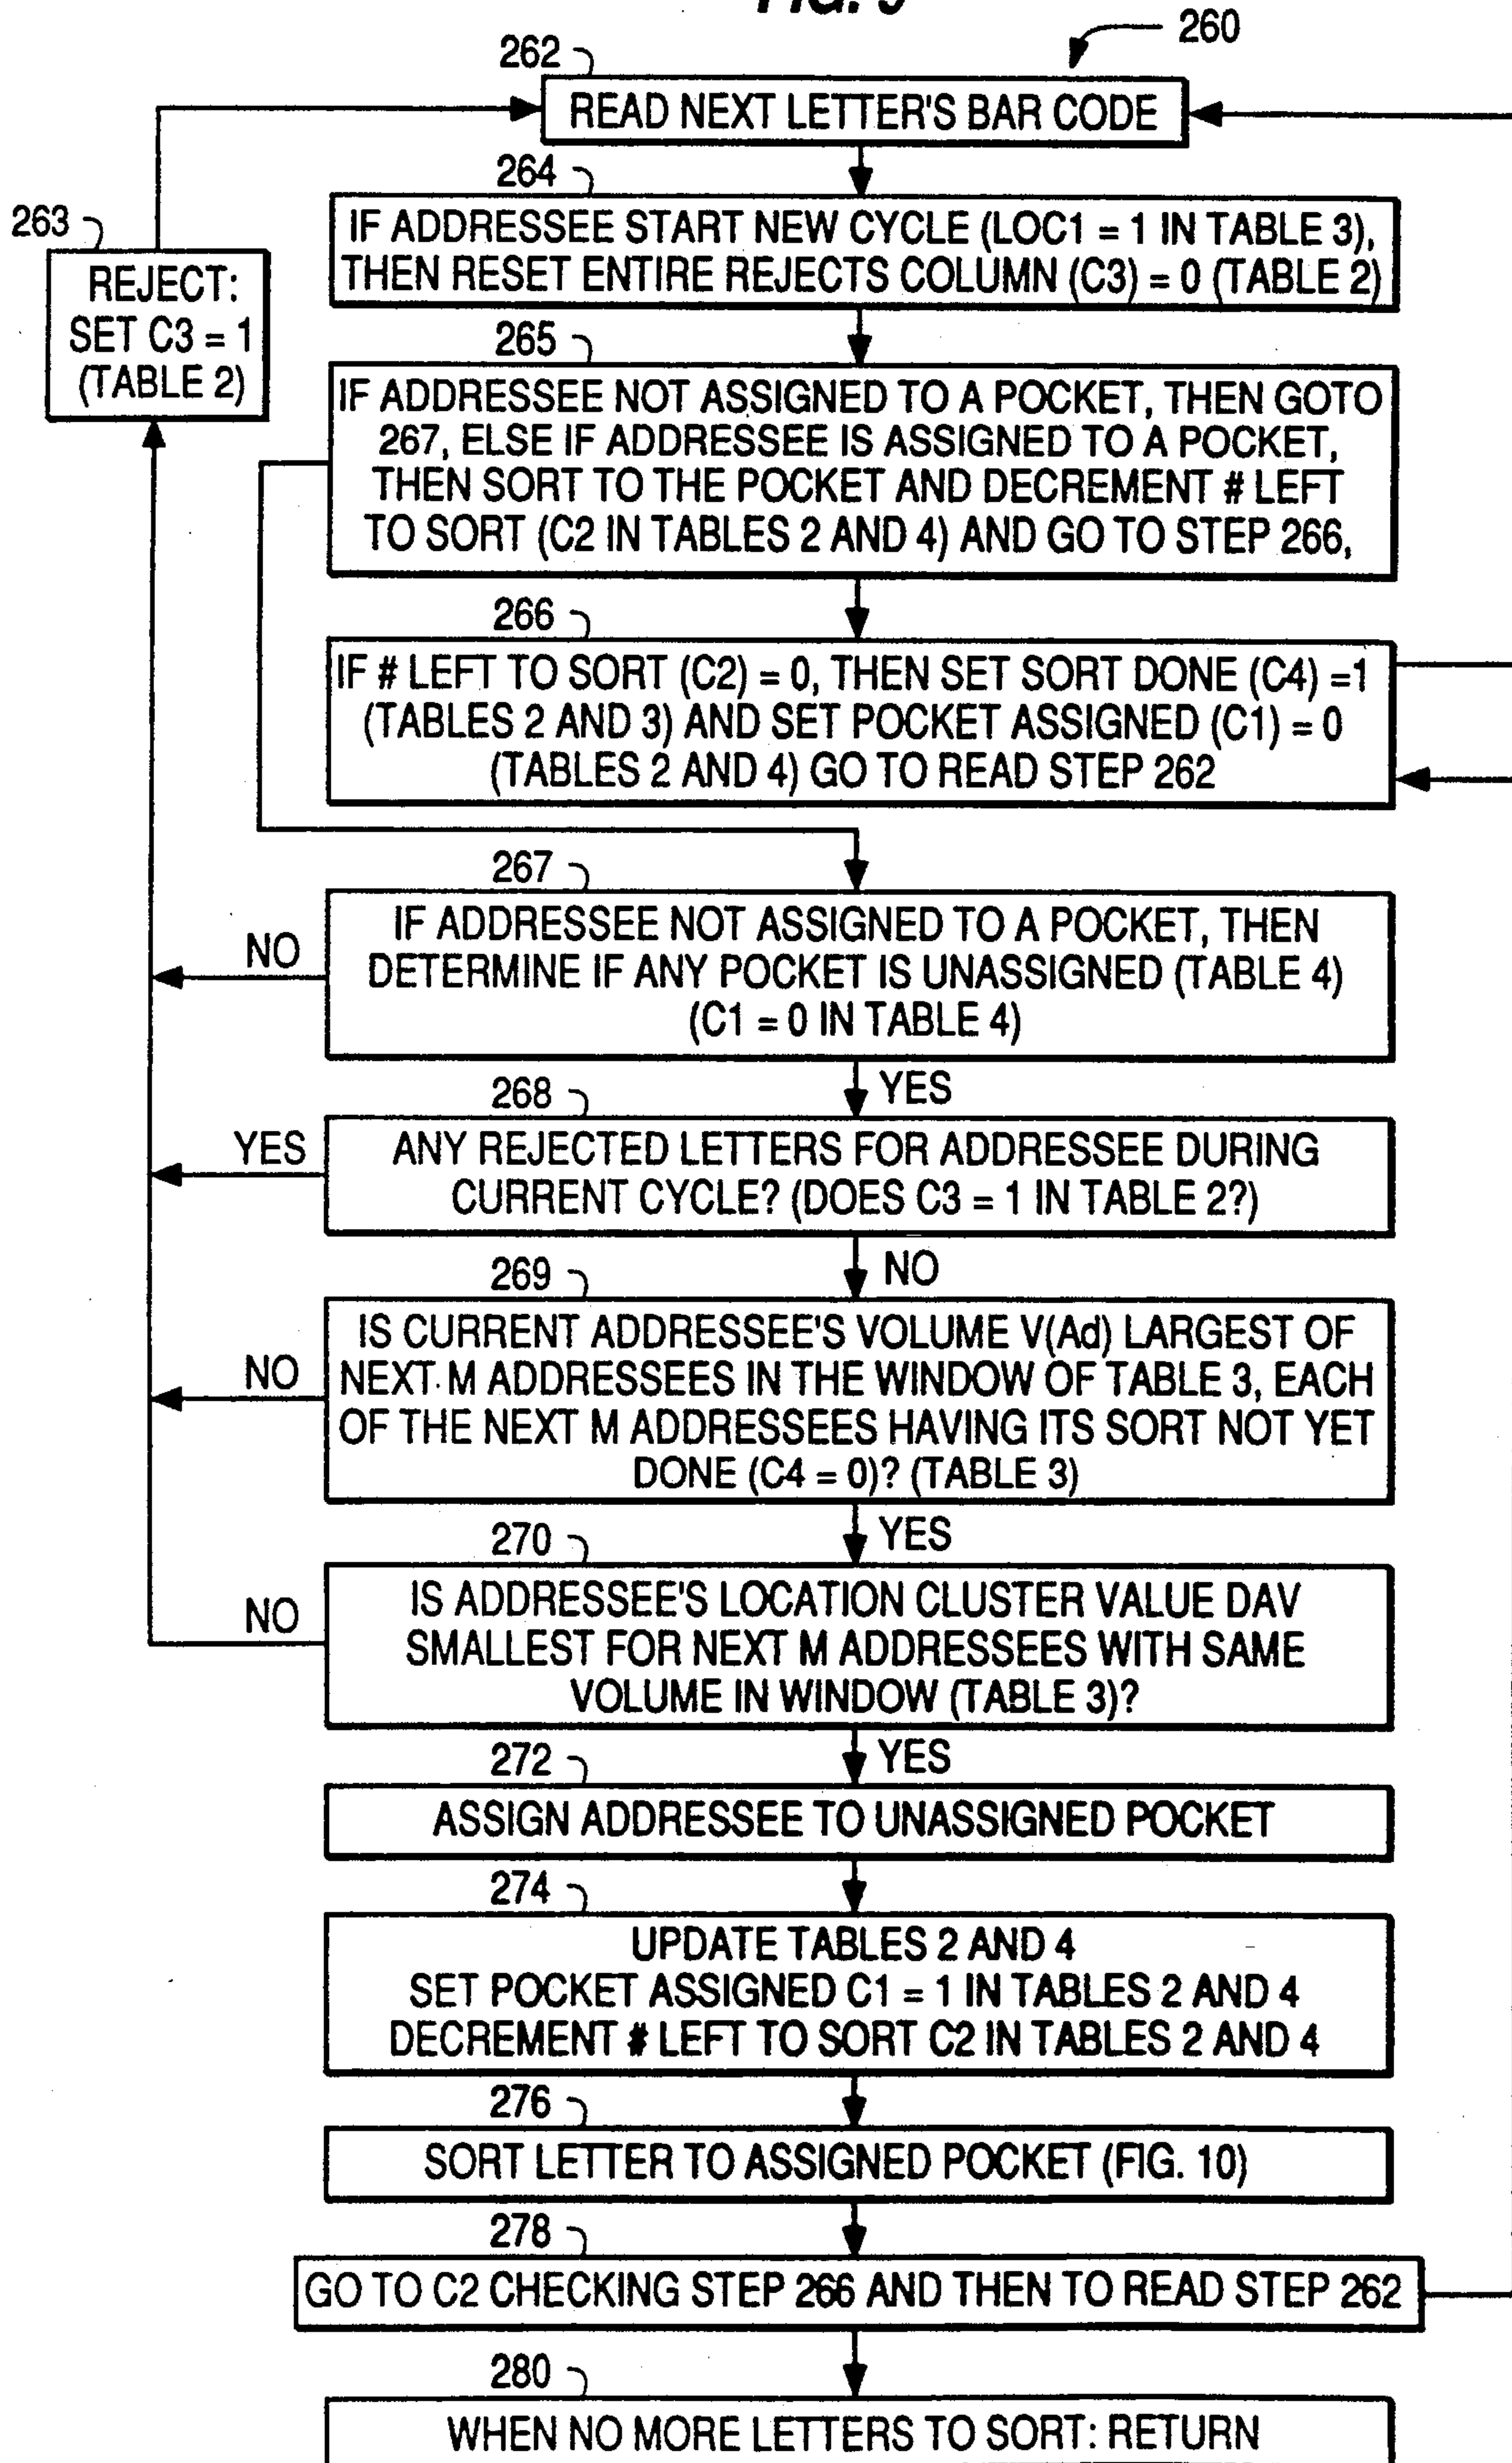 FIG. 9
260
262
READ NEXT LETTER'S BAR CODE
264
IF ADDRESSEE START NEW CYCLE (LOC1 = 1 IN TABLE 3),
THEN RESET ENTIRE REJECTS COLUMN (C3) = 0 (TABLE 2)
263
REJECT:
SET C3 = 1
(TABLE 2)
265
IF ADDRESSEE NOT ASSIGNED TO A POCKET, THEN GOTO
267, ELSE IF ADDRESSEE IS ASSIGNED TO A POCKET,
THEN SORT TO THE POCKET AND DECREMENT # LEFT
TO SORT (C2 IN TABLES 2 AND 4) AND GO TO STEP 266,
266
IF # LEFT TO SORT (C2) = 0, THEN SET SORT DONE (C4) =1
(TABLES 2 AND 3) AND SET POCKET ASSIGNED (C1) = 0
(TABLES 2 AND 4) GO TO READ STEP 262
267
IF ADDRESSEE NOT ASSIGNED TO A POCKET, THEN
DETERMINE IF ANY POCKET IS UNASSIGNED (TABLE 4)
(C1 = 0 IN TABLE 4)
NO
YES
268
ANY REJECTED LETTERS FOR ADDRESSEE DURING
CURRENT CYCLE? (DOES C3 = 1 IN TABLE 2?)
YES
NO
269
IS CURRENT ADDRESSEE'S VOLUME V(Ad) LARGEST OF
NEXT M ADDRESSEES IN THE WINDOW OF TABLE 3, EACH
OF THE NEXT M ADDRESSEES HAVING ITS SORT NOT YET
DONE (C4 = 0)? (TABLE 3)
NO
YES
270
IS ADDRESSEE'S LOCATION CLUSTER VALUE DAV
SMALLEST FOR NEXT M ADDRESSEES WITH SAME
VOLUME IN WINDOW (TABLE 3)?
NO
YES
272
ASSIGN ADDRESSEE TO UNASSIGNED POCKET
274
UPDATE TABLES 2 AND 4
SET POCKET ASSIGNED C1 = 1 IN TABLES 2 AND 4
DECREMENT # LEFT TO SORT C2 IN TABLES 2 AND 4
276
SORT LETTER TO ASSIGNED POCKET (FIG. 10)
278
GO TO C2 CHECKING STEP 266 AND THEN TO READ STEP 262
280
WHEN NO MORE LETTERS TO SORT: RETURN